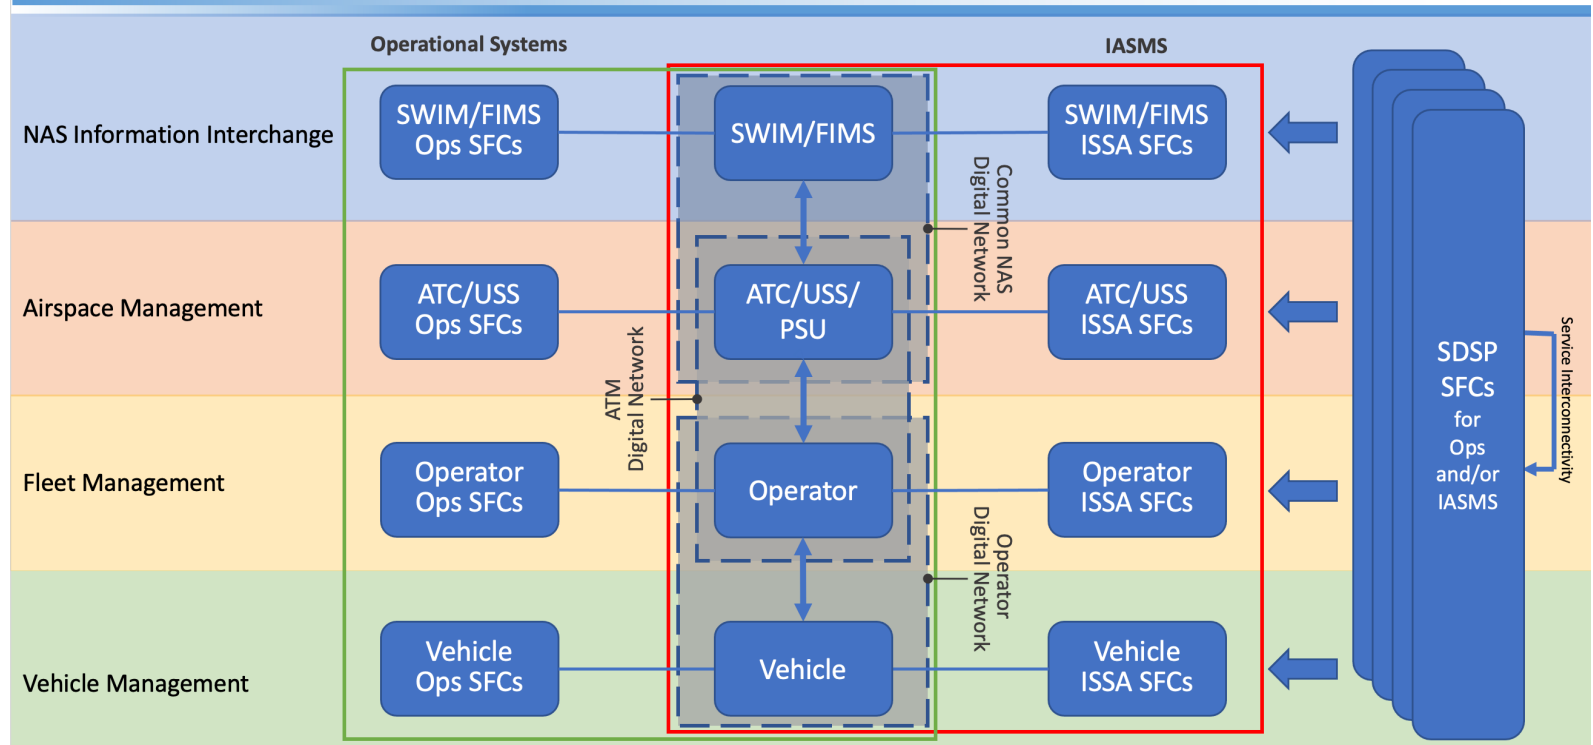 Operational Systems
IASMS
NAS Information Interchange
SWIM/FIMS
Ops SFCs
SWIM/FIMS
SWIM/FIMS
ISSA SFCs
Common NAS
Digital Network
Airspace Management
ATC/USS
Ops SFCs
ATC/USS/
PSU
ATC/USS
ISSA SFCs
ATM
Digital Network
Fleet Management
Operator
Ops SFCs
Operator
Operator
ISSA SFCs
Operator
Digital Network
Vehicle Management
Vehicle
Ops SFCs
Vehicle
Vehicle
ISSA SFCs
SDSP
SFCs
for
Ops
and/or
IASMS
Service Interconnectivity